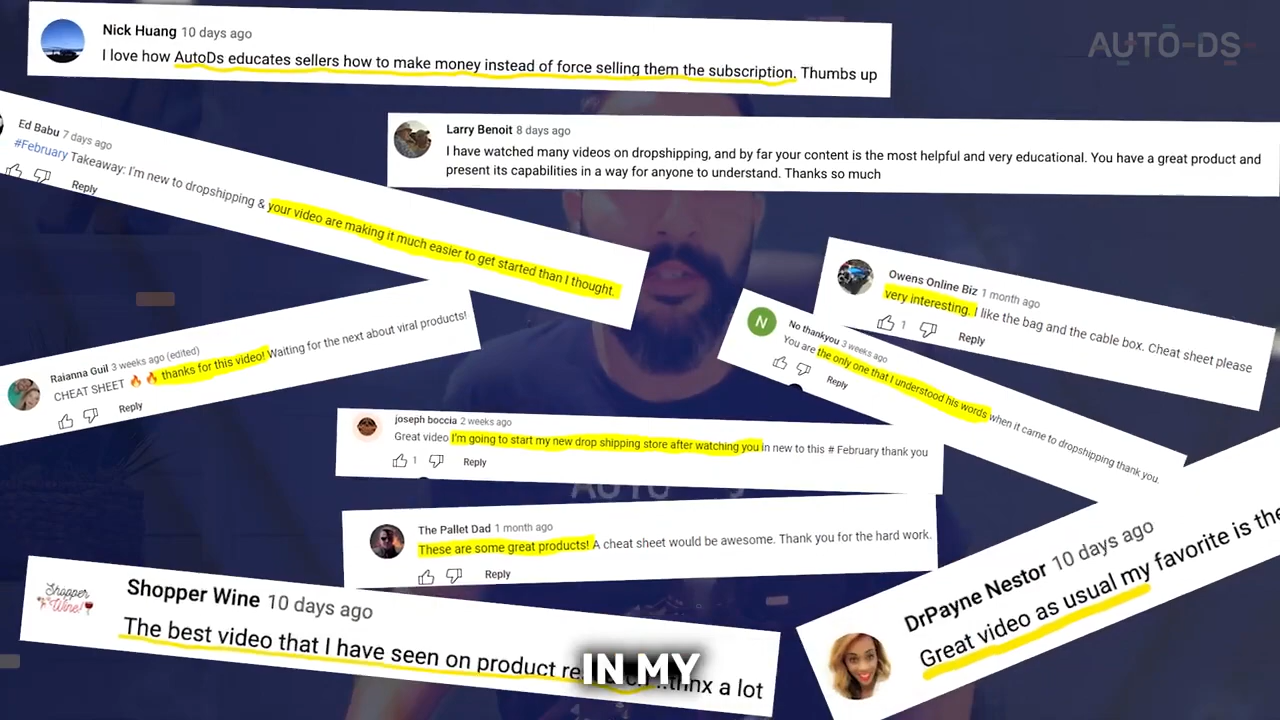 AUTO-DS
Nick Huang 10 days ago
I love how AutoDs educates sellers how to make money instead of force selling them the subscription. Thumbs up
Ed Babu 7 days ago
#February Takeaway: I'm new to dropshipping & your video are making it much easier to get started than I thought.
Reply
Larry Benoit 8 days ago
I have watched many videos on dropshipping, and by far your content is the most helpful and very educational. You have a great product and
present its capabilities in a way for anyone to understand. Thanks so much
Owens Online Biz 1 month ago
very interesting. I like the bag and the cable box. Cheat sheet please
1 Reply
No thankyou 3 weeks ago
You are the only one that I understood his words when it came to dropshipping thank you.
Reply
Raianna Guil 3 weeks ago (edited)
CHEAT SHEET 🔥 🔥 thanks for this video! Waiting for the next about viral products!
Reply
joseph boccia 2 weeks ago
Great video I'm going to start my new drop shipping store after watching you in new to this # February thank you
1 Reply
The Pallet Dad 1 month ago
These are some great products! A cheat sheet would be awesome. Thank you for the hard work.
Reply
Shopper Wine!
Shopper Wine 10 days ago
The best video that I have seen on product thnx a lot
DrPayne Nestor 10 days ago
Great video as usual my favorite is the
IN MY